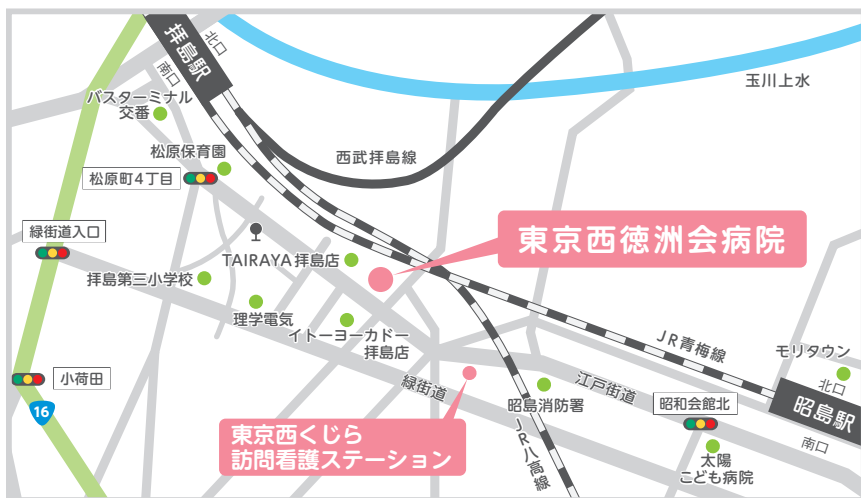 北口
拝島駅
南口
玉川上水
バスターミナル
交番
松原保育園
西武拝島線
松原町4丁目
緑街道入口
東京西徳洲会病院
TAIRAYA拝島店
拝島第三小学校
理学電気
イトーヨーカドー
拝島店
JR青梅線
モリタウン
小荷田
北口
16
緑街道
江戸街道
昭島消防署
昭和会館北
昭島駅
南口
東京西くじら
訪問看護ステーション
JR八高線
太陽
こども病院